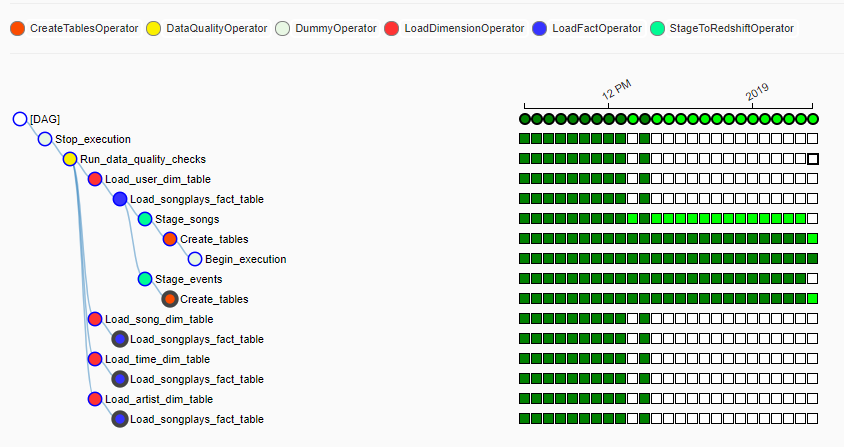 CreateTablesOperator DataQualityOperator DummyOperator LoadDimensionOperator LoadFactOperator StageToRedshiftOperator
12 PM 2019
[DAG]
Stop_execution
Run_data_quality_checks
Load_user_dim_table
Load_songplays_fact_table
Stage_songs
Create_tables
Begin_execution
Stage_events
Create_tables
Load_song_dim_table
Load_songplays_fact_table
Load_time_dim_table
Load_songplays_fact_table
Load_artist_dim_table
Load_songplays_fact_table